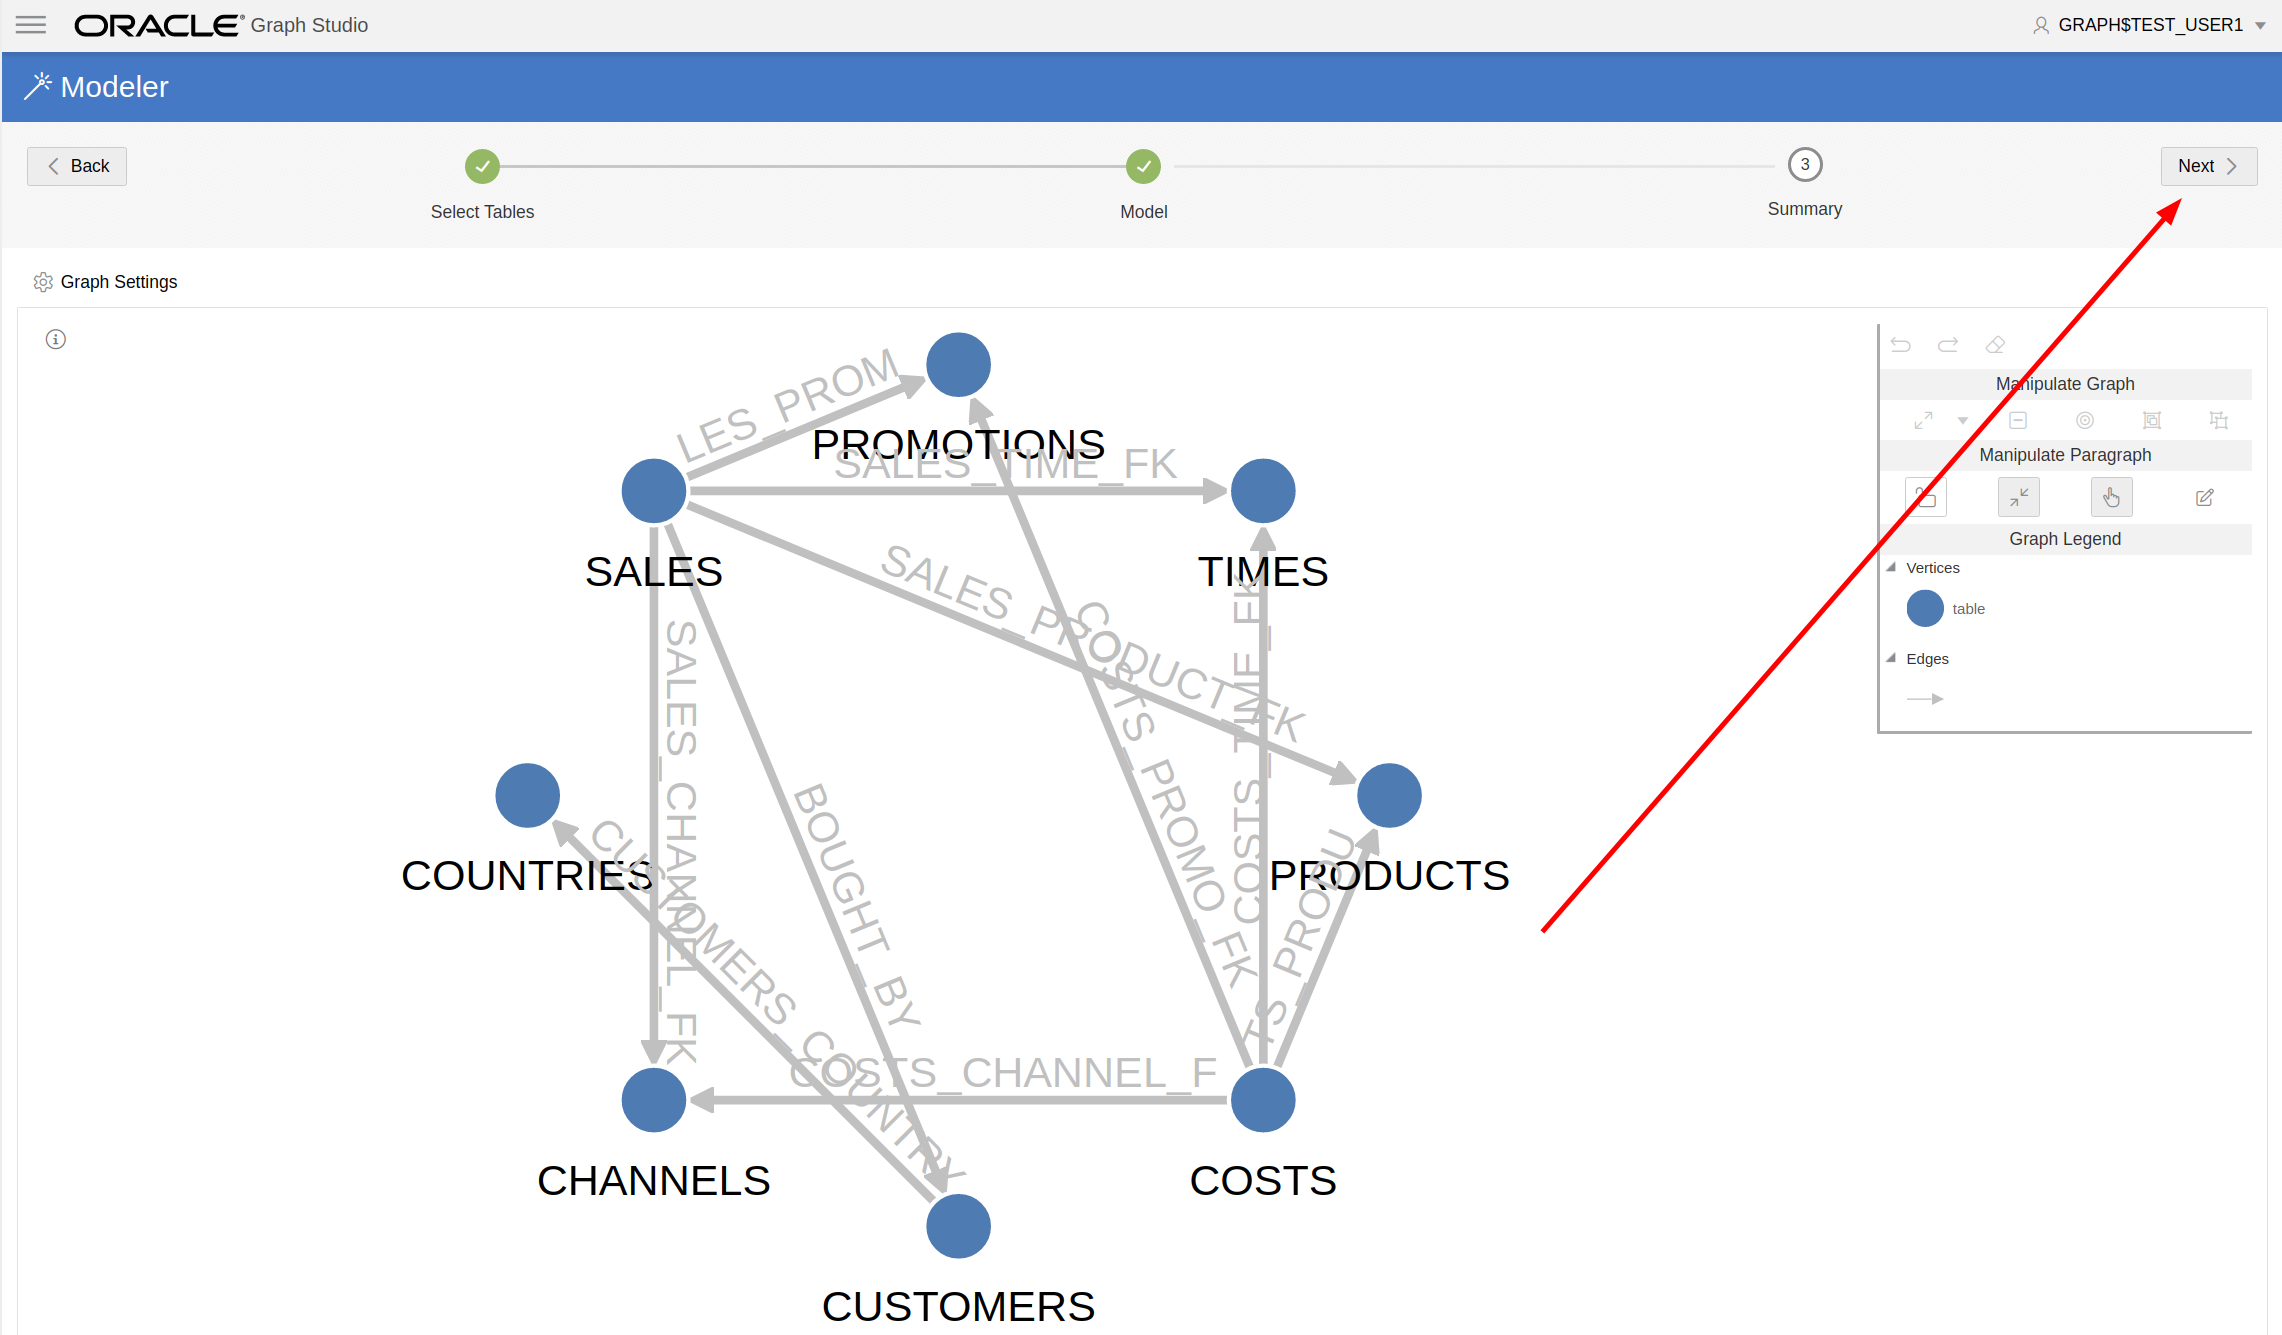 ORACLE® Graph Studio
GRAPH$TEST_USER1
Modeler
Back
Select Tables
Model
3
Summary
Next
Graph Settings
Manipulate Graph
Manipulate Paragraph
Graph Legend
Vertices
table
Edges
LES_PROM
PROMOTIONS
SALES_TIME_FK
SALES
TIMES
SALES_PRODUCT_FK
COSTS_PROMO_FK
COSTS_TIME_FK
SALES_CHANNEL_FK
BOUGHT_BY
COUNTRIES
CUSTOMERS_COUNTRY
PRODUCTS
TS_PRODU
COSTS_CHANNEL_F
CHANNELS
COSTS
CUSTOMERS